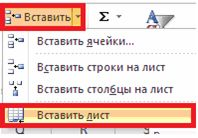 Вставить Σ А
Вставить ячейки...
Вставить строки на лист
Вставить столбцы на лист
Вставить лист
Q R S